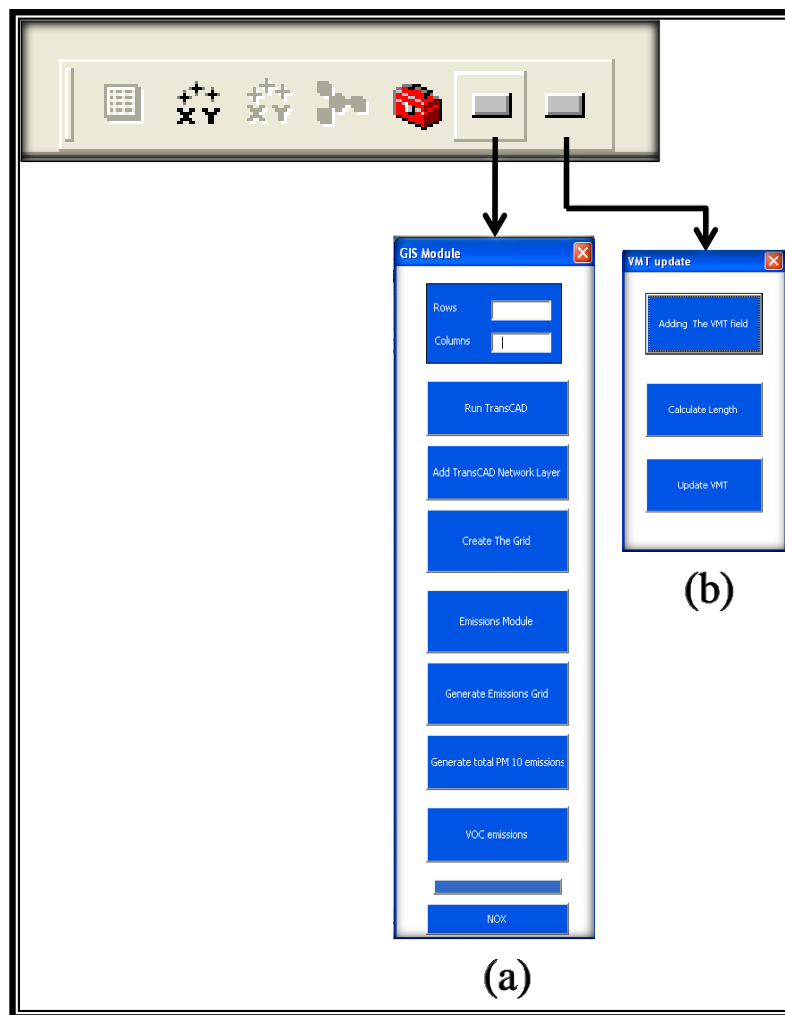 X Y
X Y
GIS Module
Rows
Columns
Run TransCAD
Add TransCAD Network Layer
Create The Grid
Emissions Module
Generate Emissions Grid
Generate total PM 10 emissions
VOC emissions
NOX
(a)
VMT update
Adding The VMT field
Calculate Length
Update VMT
(b)